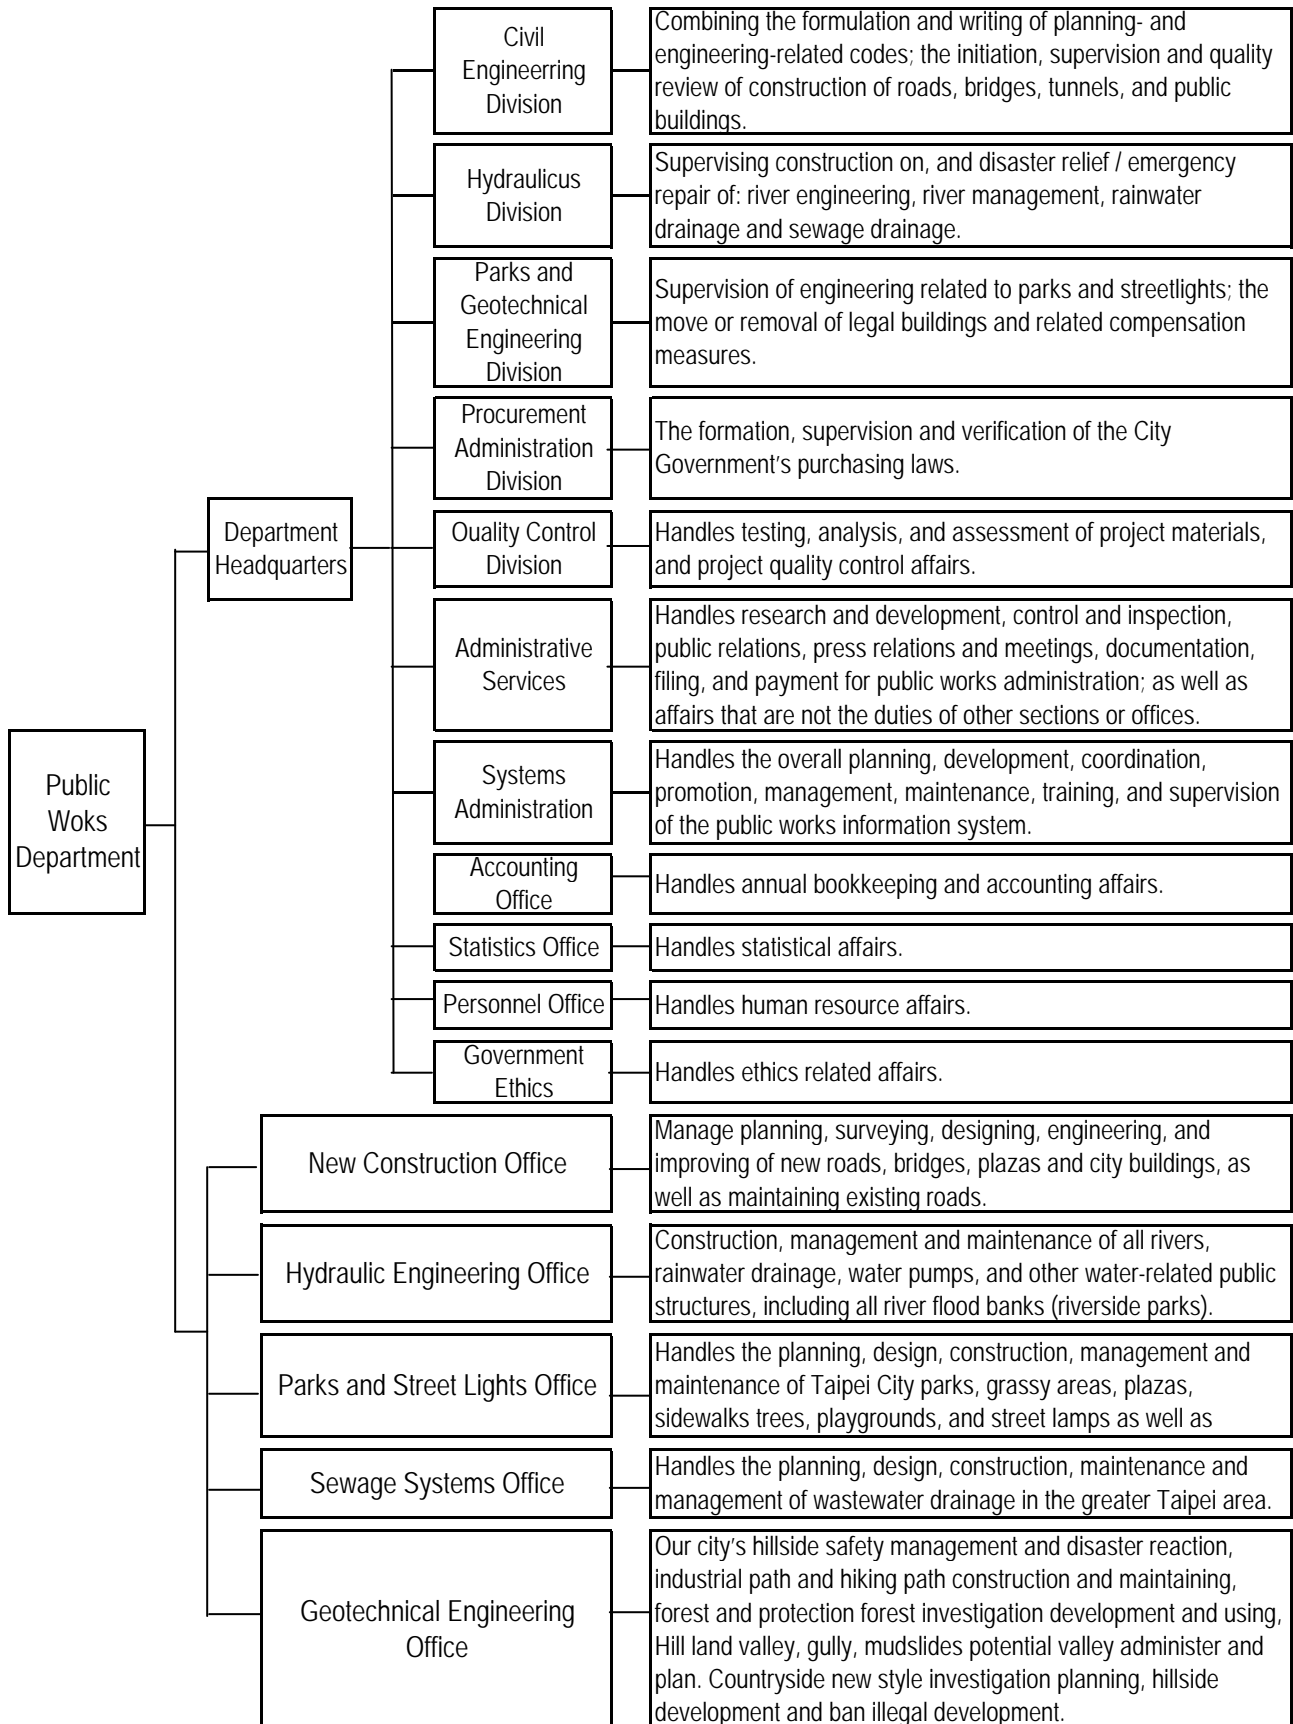 Civil
Engineerring
Division
Combining the formulation and writing of planning- and
engineering-related codes; the initiation, supervision and quality
review of construction of roads, bridges, tunnels, and public
buildings.
Hydraulicus
Division
Supervising construction on, and disaster relief / emergency
repair of: river engineering, river management, rainwater
drainage and sewage drainage.
Parks and
Geotechnical
Engineering
Division
Supervision of engineering related to parks and streetlights; the
move or removal of legal buildings and related compensation
measures.
Procurement
Administration
Division
The formation, supervision and verification of the City
Government's purchasing laws.
Department
Headquarters
Ouality Control
Division
Handles testing, analysis, and assessment of project materials,
and project quality control affairs.
Administrative
Services
Handles research and development, control and inspection,
public relations, press relations and meetings, documentation,
filing, and payment for public works administration; as well as
affairs that are not the duties of other sections or offices.
Public
Woks
Department
Systems
Administration
Handles the overall planning, development, coordination,
promotion, management, maintenance, training, and supervision
of the public works information system.
Accounting
Office
Handles annual bookkeeping and accounting affairs.
Statistics Office
Handles statistical affairs.
Personnel Office
Handles human resource affairs.
Government
Ethics
Handles ethics related affairs.
New Construction Office
Manage planning, surveying, designing, engineering, and
improving of new roads, bridges, plazas and city buildings, as
well as maintaining existing roads.
Hydraulic Engineering Office
Construction, management and maintenance of all rivers,
rainwater drainage, water pumps, and other water-related public
structures, including all river flood banks (riverside parks).
Parks and Street Lights Office
Handles the planning, design, construction, management and
maintenance of Taipei City parks, grassy areas, plazas,
sidewalks trees, playgrounds, and street lamps as well as
Sewage Systems Office
Handles the planning, design, construction, maintenance and
management of wastewater drainage in the greater Taipei area.
Geotechnical Engineering
Office
Our city's hillside safety management and disaster reaction,
industrial path and hiking path construction and maintaining,
forest and protection forest investigation development and using,
Hill land valley, gully, mudslides potential valley administer and
plan. Countryside new style investigation planning, hillside
development and ban illegal development.